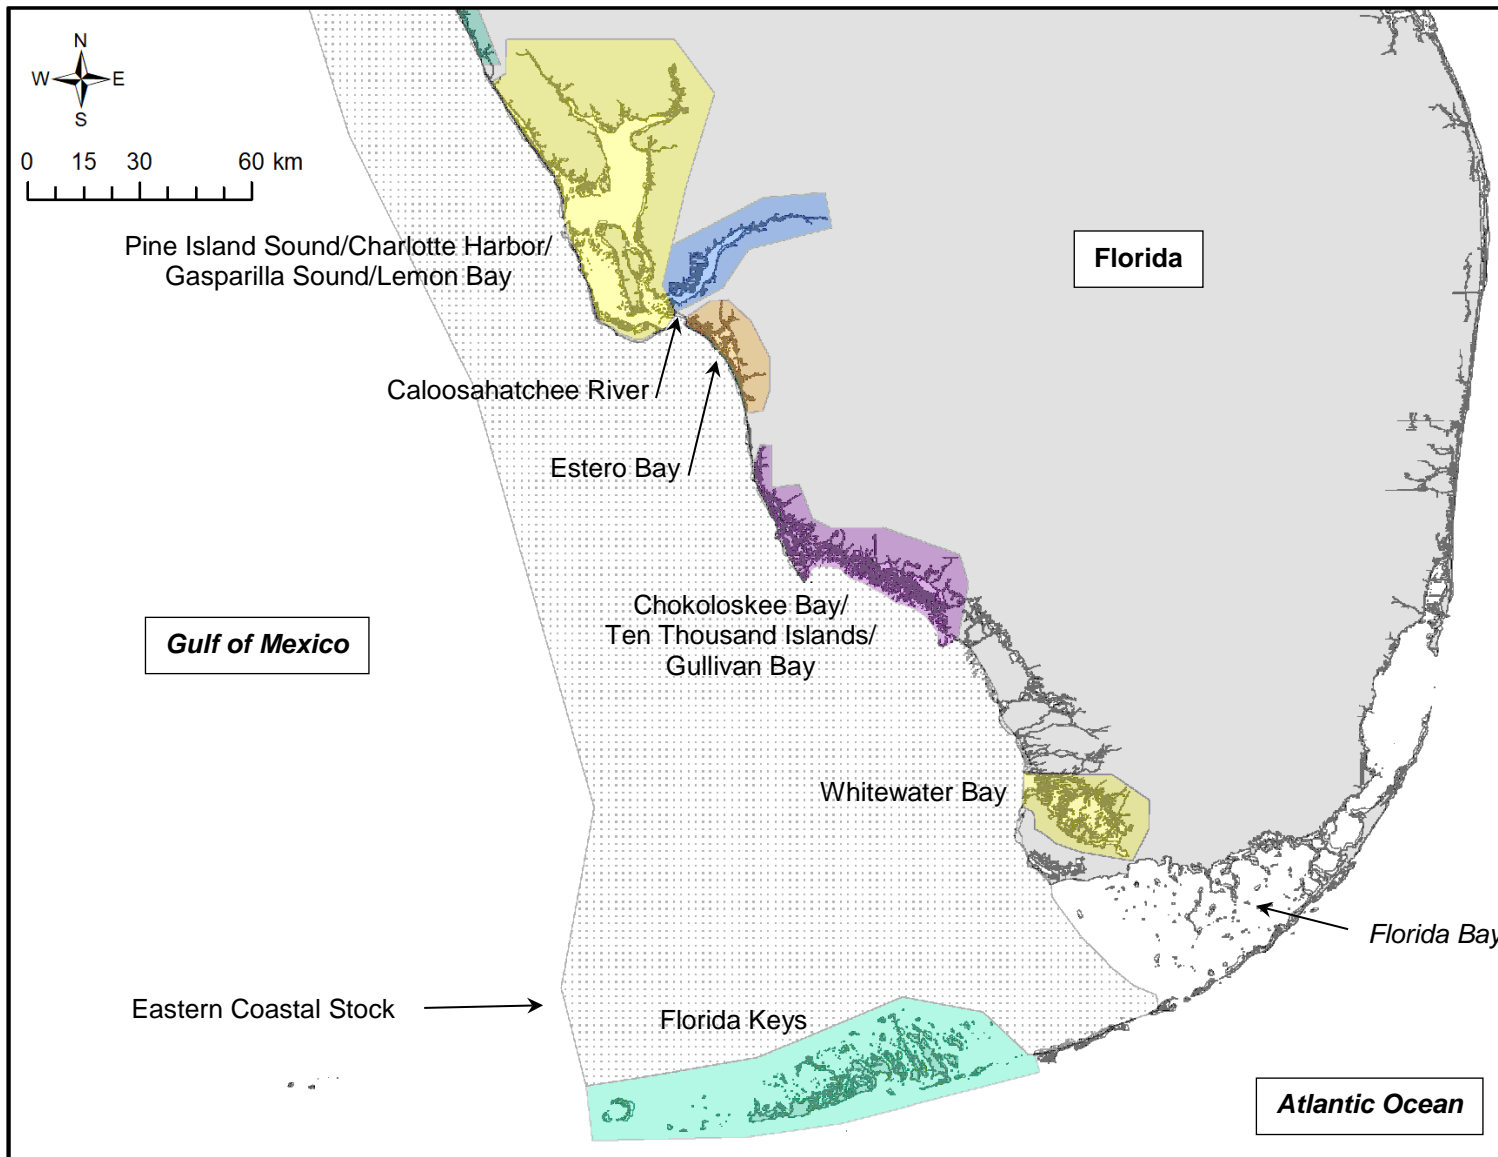 N
W E
S
0 15 30 60 km
Pine Island Sound/Charlotte Harbor/
Gasparilla Sound/Lemon Bay
Florida
Caloosahatchee River
Estero Bay
Chokoloskee Bay/
Ten Thousand Islands/
Gullivan Bay
Gulf of Mexico
Whitewater Bay
Florida Bay
Eastern Coastal Stock
Florida Keys
Atlantic Ocean